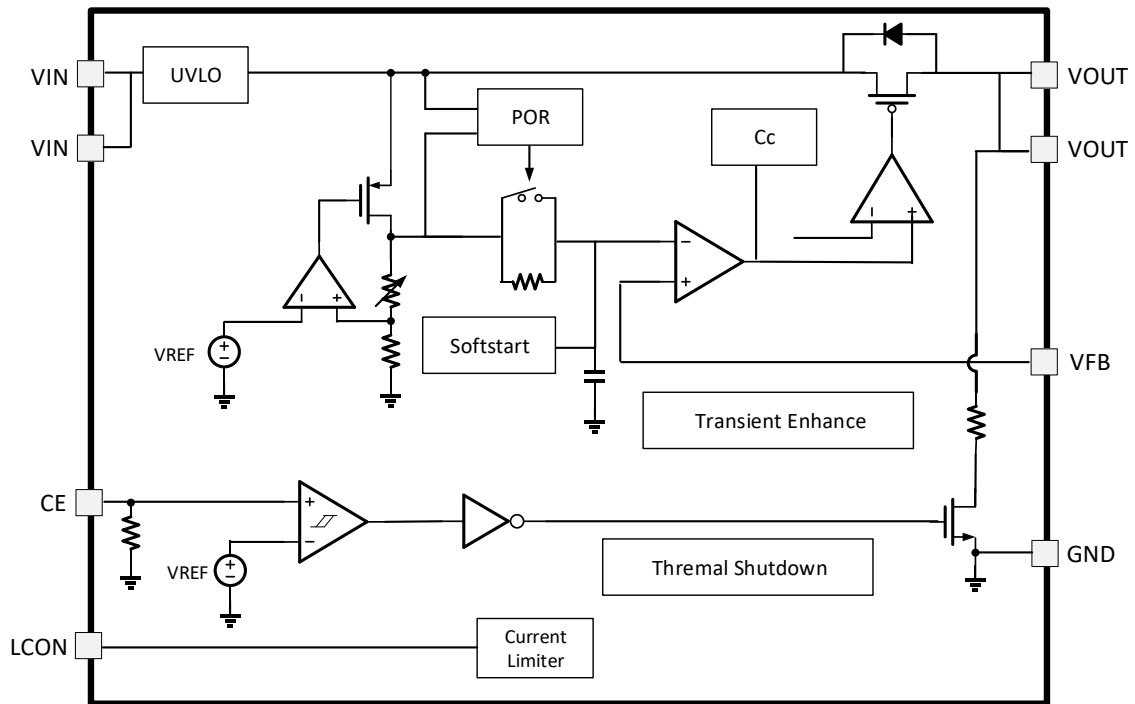 VIN
UVLO
VOUT
VIN
POR
Cc
VOUT
VREF
Softstart
VFB
Transient Enhance
CE
VREF
Thremal Shutdown
GND
LCON
Current
Limiter